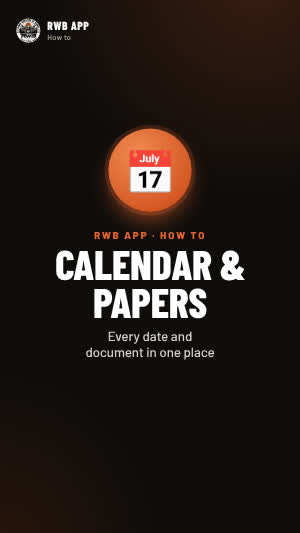 RWB APP
How to
July
17
RWB APP · HOW TO
CALENDAR &
PAPERS
Every date and
document in one place